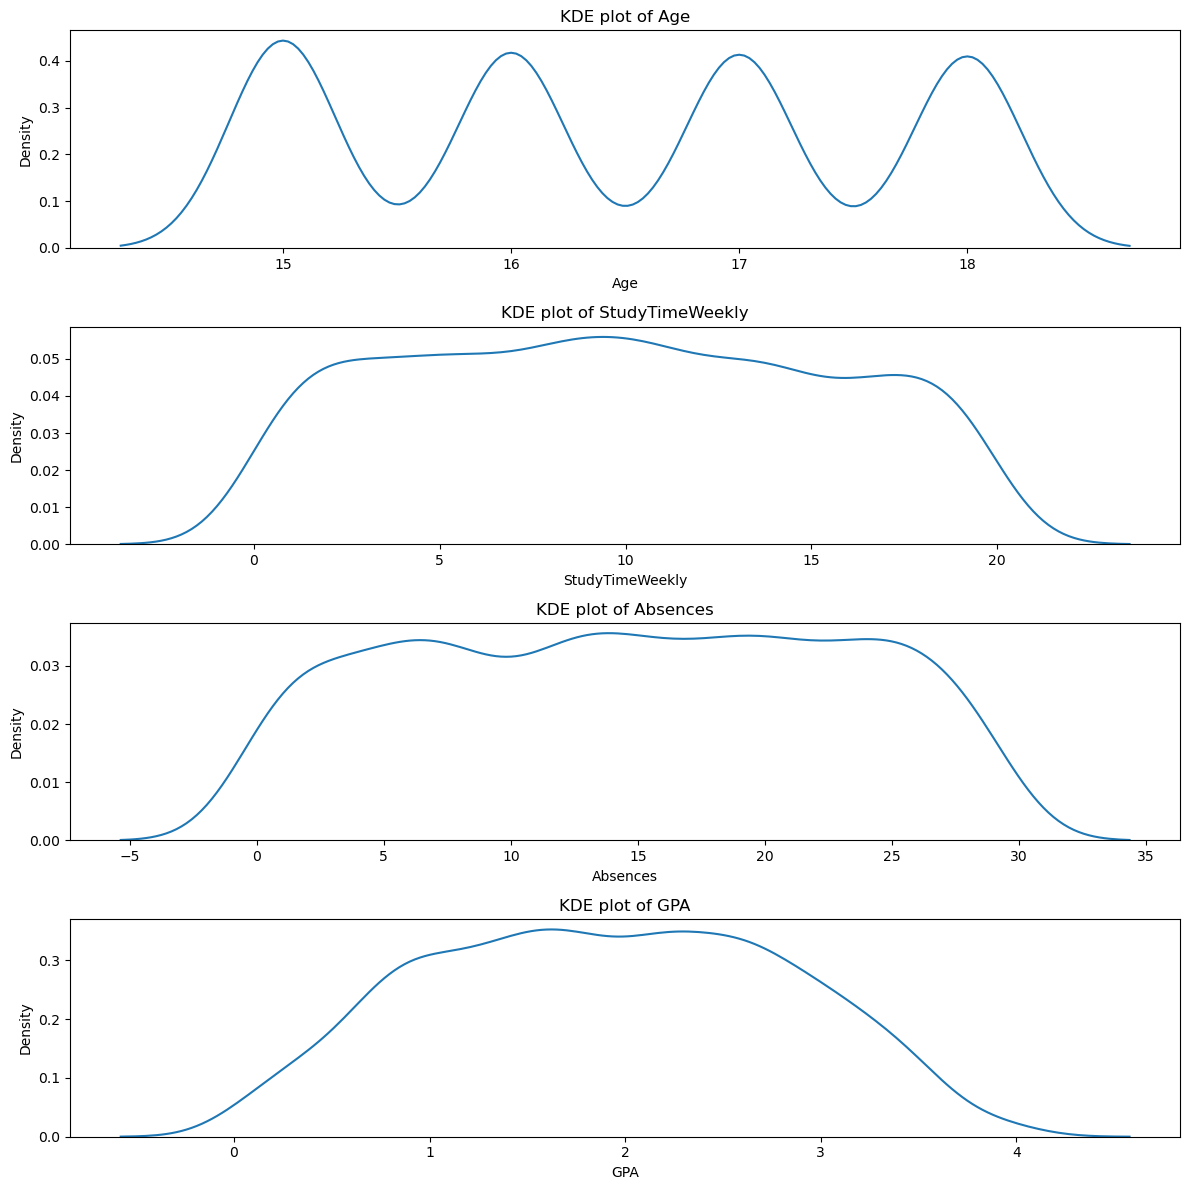 KDE plot of Age
Density
0.4
0.3
0.2
0.1
0.0
15 16 17 18
Age
KDE plot of StudyTimeWeekly
Density
0.05
0.04
0.03
0.02
0.01
0.00
0 5 10 15 20
StudyTimeWeekly
KDE plot of Absences
Density
0.03
0.02
0.01
0.00
−5 0 5 10 15 20 25 30 35
Absences
KDE plot of GPA
Density
0.3
0.2
0.1
0.0
0 1 2 3 4
GPA